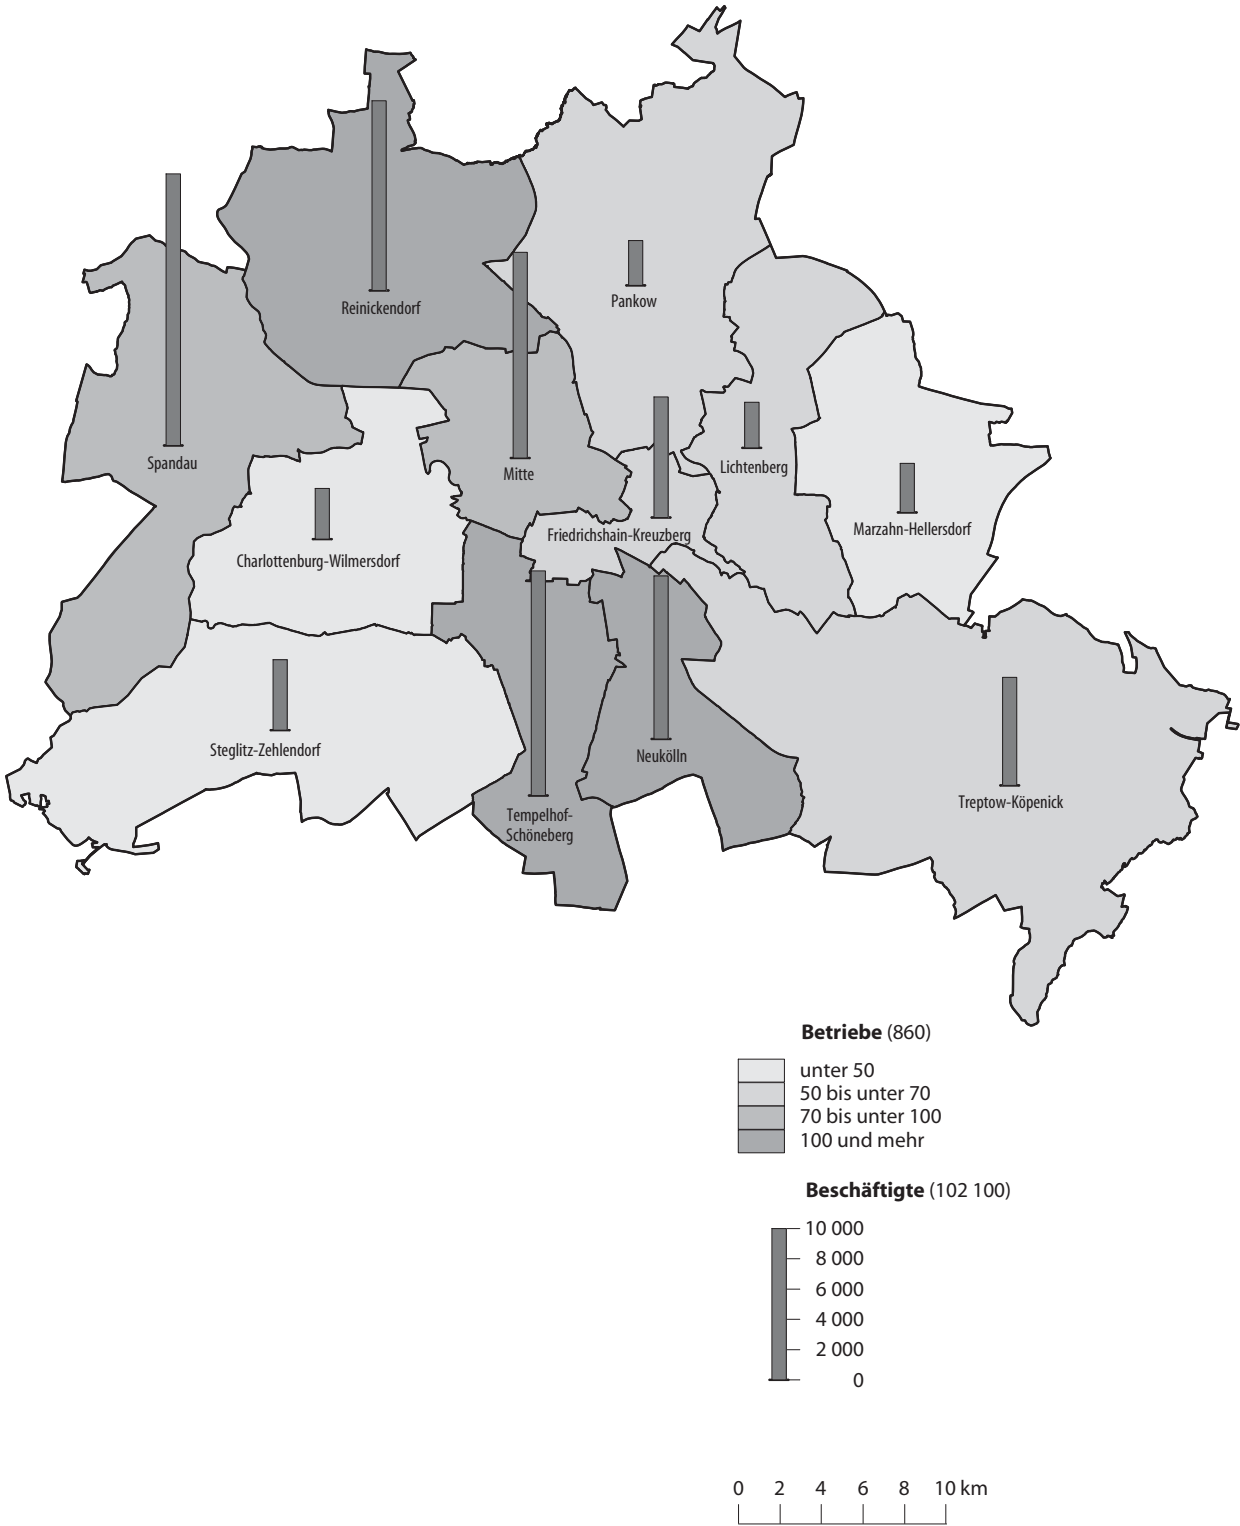 Reinickendorf
Pankow
Spandau
Mitte
Lichtenberg
Friedrichshain-Kreuzberg
Marzahn-Hellersdorf
Charlottenburg-Wilmersdorf
Steglitz-Zehlendorf
Neukölln
Tempelhof-
Schöneberg
Treptow-Köpenick
Betriebe (860)
unter 50
50 bis unter 70
70 bis unter 100
100 und mehr
Beschäftigte (102 100)
10 000
8 000
6 000
4 000
2 000
0
0 2 4 6 8 10 km